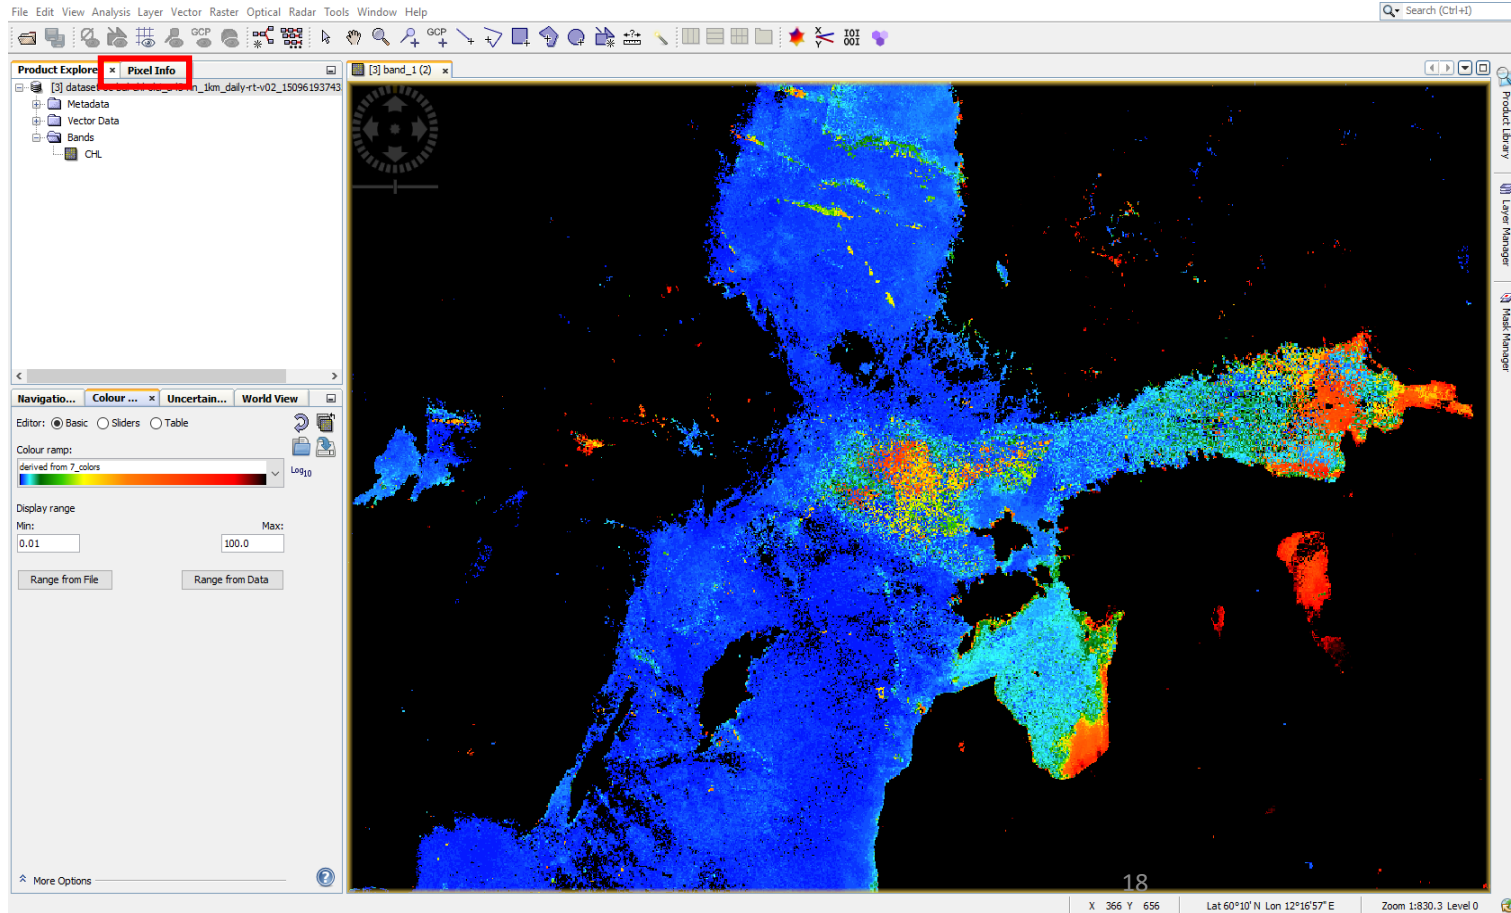 File Edit View Analysis Layer Vector Raster Optical Radar Tools Window Help
Search (Ctrl+I)
GCP
GCP
Product Explore × Pixel Info
[3] band_1 (2) ×
[3] dataset 1km_daily-rt-v02_15096193743
Metadata
Vector Data
Bands
CHL
Product Library
Layer Manager
Mask Manager
Navigatio... Colour ... × Uncertain... World View
Editor: Basic Sliders Table
Colour ramp:
derived from 7_colors
Log10
Display range
Min: Max:
0.01 100.0
Range from File Range from Data
More Options
18
X 366 Y 656 Lat 60°10' N Lon 12°16'57" E Zoom 1:830.3 Level 0